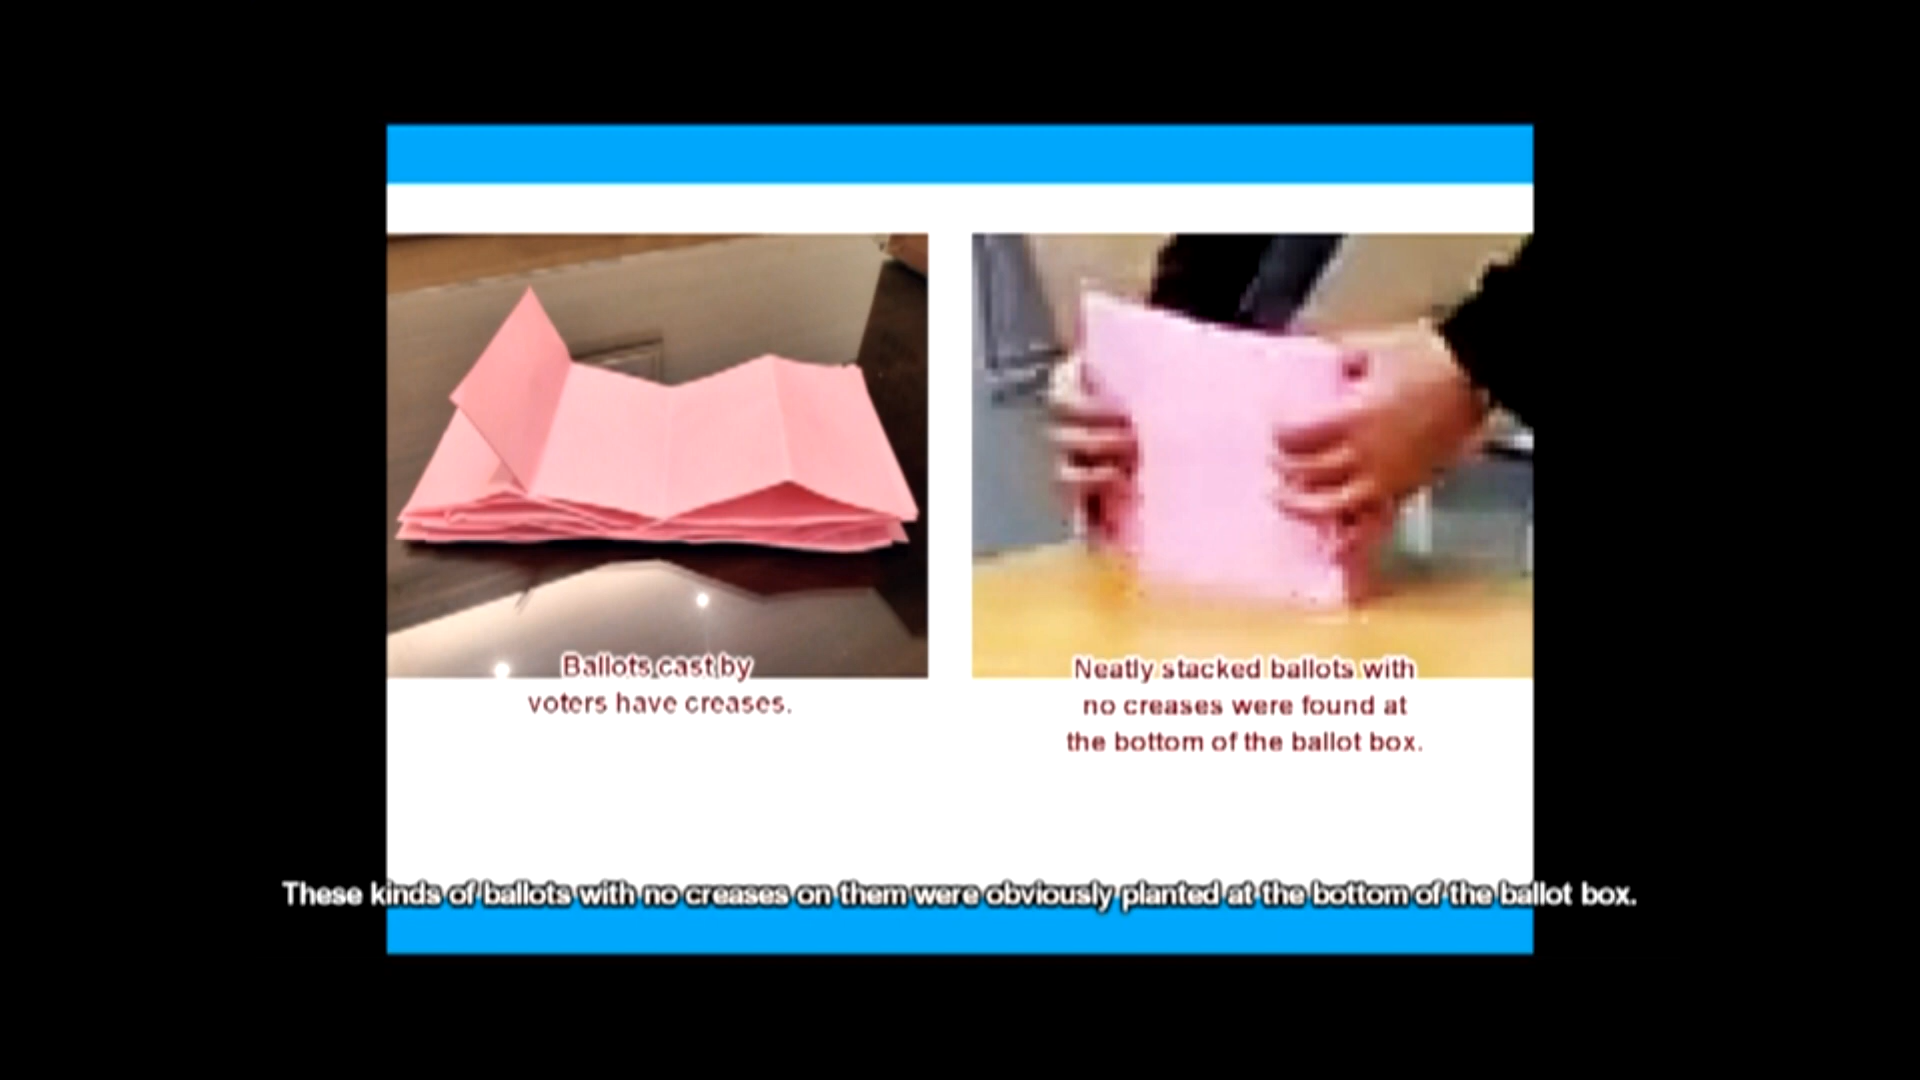 Ballots cast by
voters have creases.
Neatly stacked ballots with
no creases were found at
the bottom of the ballot box.
These kinds of ballots with no creases on them were obviously planted at the bottom of the ballot box.